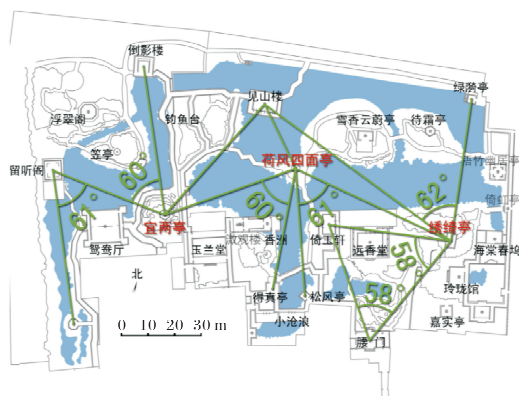 倒影楼
见山楼
绿漪亭
浮翠阁
钓鱼台
雪香云蔚亭
待霜亭
笠亭
荷风四面亭
梧竹幽居亭
留听阁
60°
62°
倚虹亭
61°
宜两亭
60°
61°
绣绮亭
鸳鸯厅
玉兰堂
香洲
倚玉轩
远香堂
58°
海棠春坞
北
玲珑馆
得真亭
松风亭
58°
0 10 20 30 m
小沧浪
嘉实亭
腰门